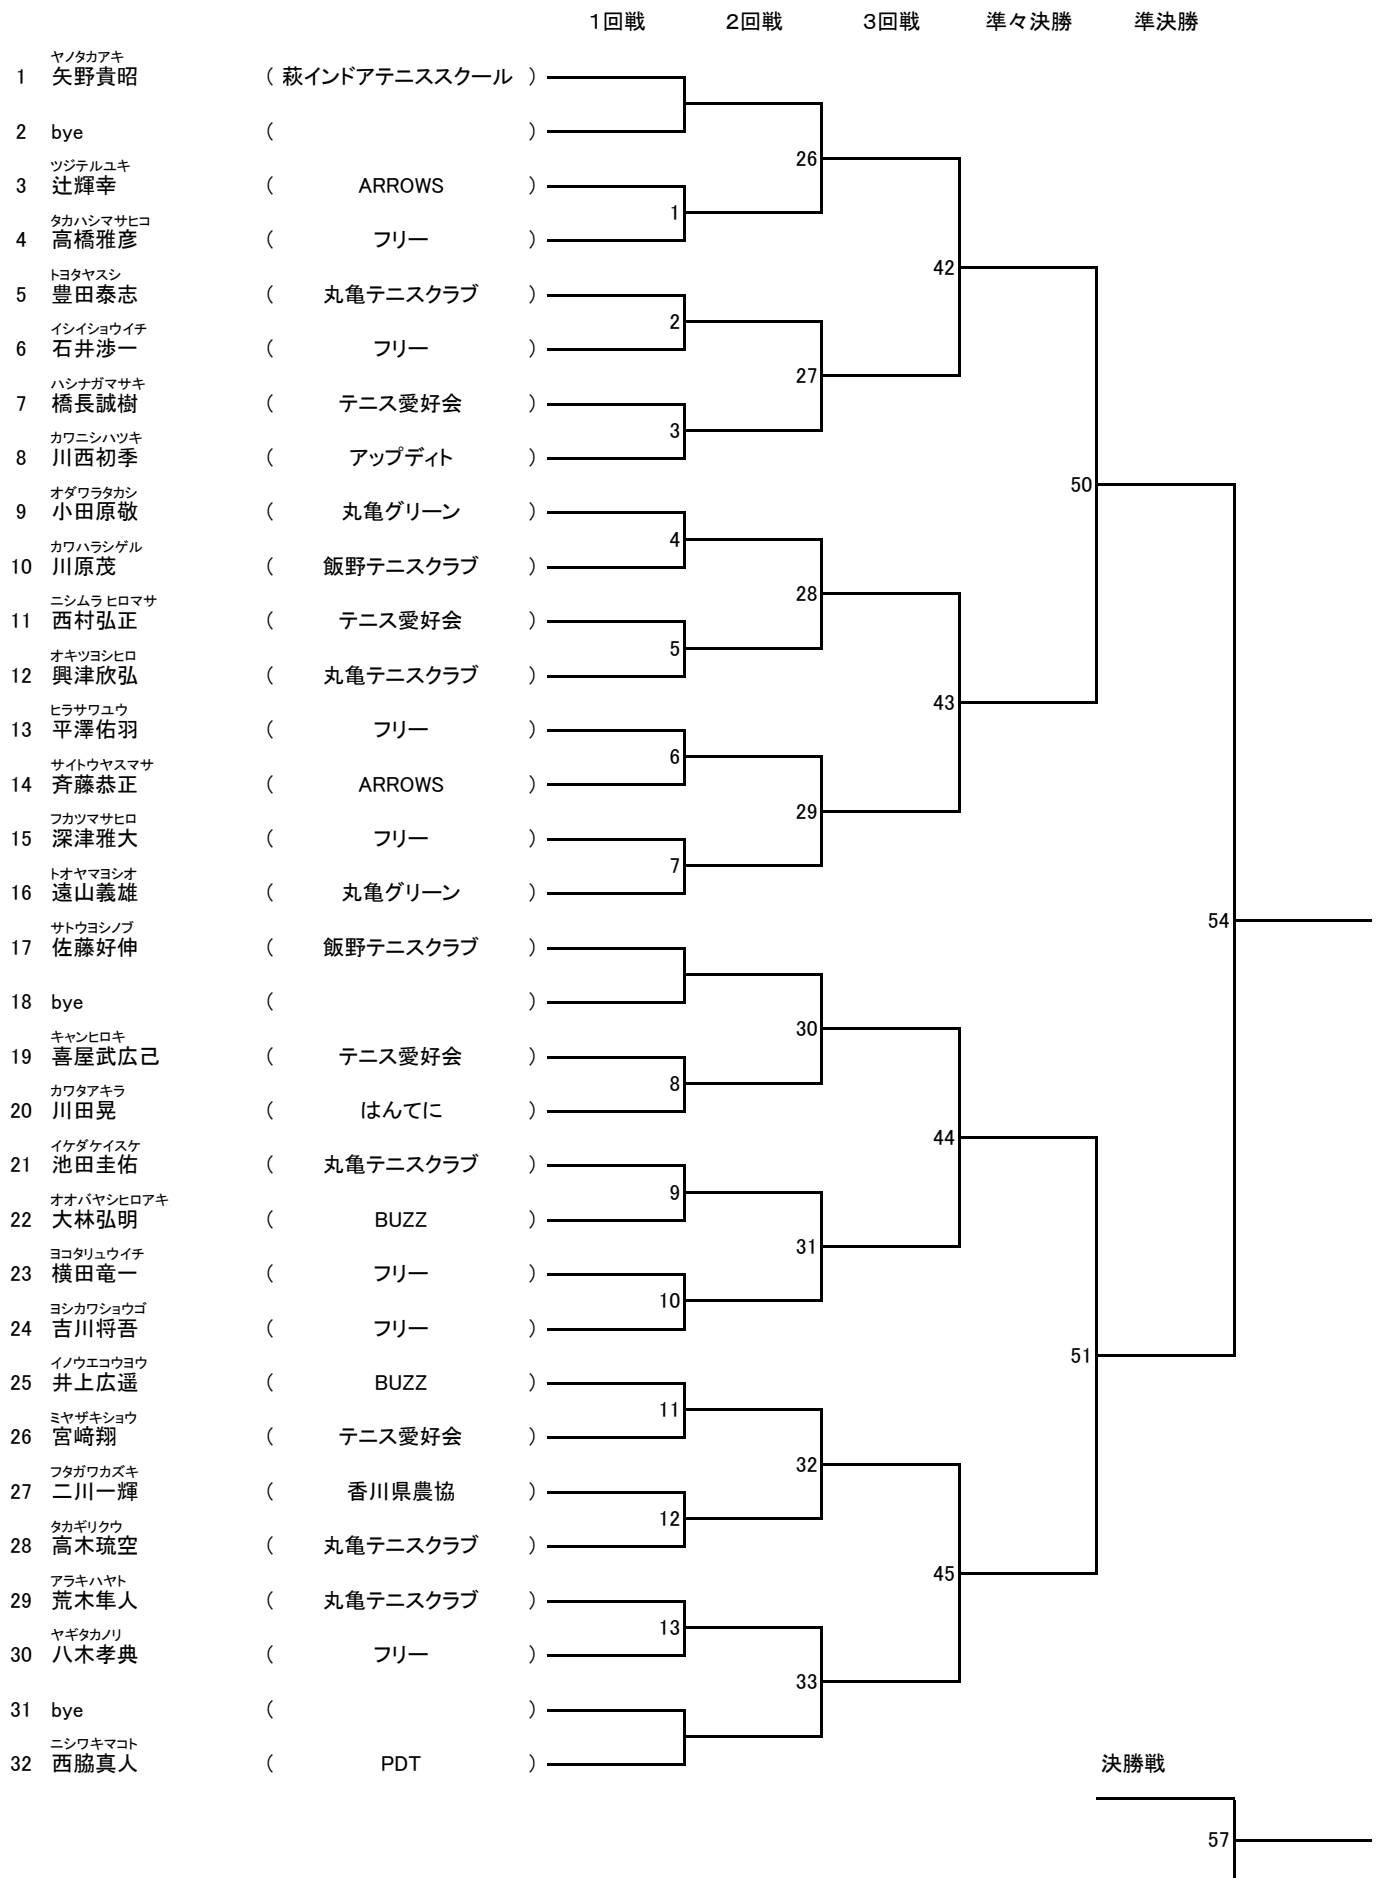 1回戦 2回戦 3回戦 準々決勝 準決勝
ヤノタカアキ
1 矢野貴昭 ( 萩インドアテニススクール )
2 bye ( )
26
ツジテルユキ
3 辻輝幸 ( ARROWS )
1
タカハシマサヒコ
4 高橋雅彦 ( フリー )
42
トヨタヤスシ
5 豊田泰志 ( 丸亀テニスクラブ )
2
イシイショウイチ
6 石井渉一 ( フリー )
27
ハシナガマサキ
7 橋長誠樹 ( テニス愛好会 )
3
カワニシハツキ
8 川西初季 ( アップディト )
50
オダワラタカシ
9 小田原敬 ( 丸亀グリーン )
4
カワハラシゲル
10 川原茂 ( 飯野テニスクラブ )
28
ニシムラヒロマサ
11 西村弘正 ( テニス愛好会 )
5
オキツヨシヒロ
12 興津欣弘 ( 丸亀テニスクラブ )
43
ヒラサワユウ
13 平澤佑羽 ( フリー )
6
サイトウヤスマサ
14 斉藤恭正 ( ARROWS )
29
フカツマサヒロ
15 深津雅大 ( フリー )
7
トオヤマヨシオ
16 遠山義雄 ( 丸亀グリーン )
54
サトウヨシノブ
17 佐藤好伸 ( 飯野テニスクラブ )
18 bye ( )
30
キャンヒロキ
19 喜屋武広己 ( テニス愛好会 )
8
カワタアキラ
20 川田晃 ( はんてに )
44
イケダケイスケ
21 池田圭佑 ( 丸亀テニスクラブ )
9
オオバヤシヒロアキ
22 大林弘明 ( BUZZ )
31
ヨコタリュウイチ
23 横田竜一 ( フリー )
10
ヨシカワショウゴ
24 吉川将吾 ( フリー )
51
イノウエコウヨウ
25 井上広遥 ( BUZZ )
11
ミヤザキショウ
26 宮﨑翔 ( テニス愛好会 )
32
フタガワカズキ
27 二川一輝 ( 香川県農協 )
12
タカギリクウ
28 高木琉空 ( 丸亀テニスクラブ )
45
アラキハヤト
29 荒木隼人 ( 丸亀テニスクラブ )
13
ヤギタカノリ
30 八木孝典 ( フリー )
33
31 bye ( )
ニシワキマコト
32 西脇真人 ( PDT )
決勝戦
57